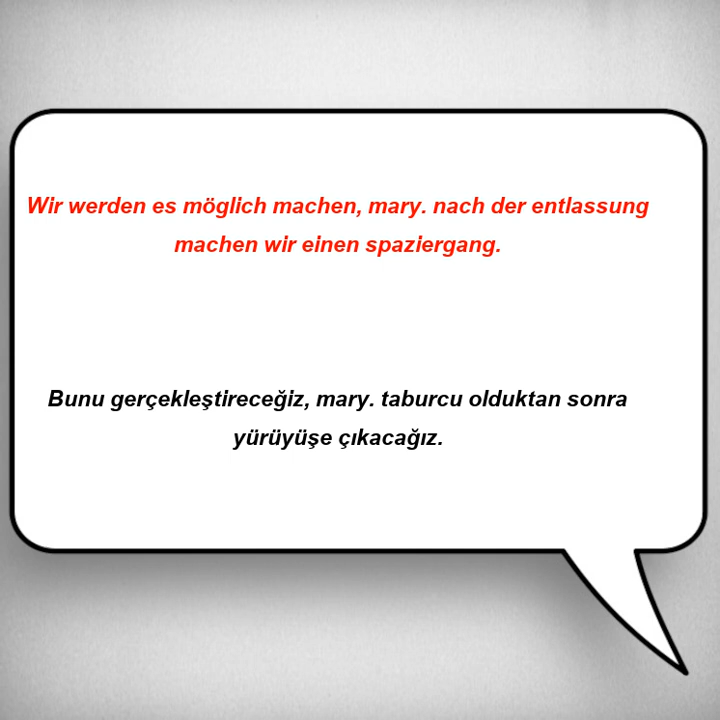 Wir werden es möglich machen, mary. nach der entlassung
machen wir einen spaziergang.
Bunu gerçekleştireceğiz, mary. taburcu olduktan sonra
yürüyüşe çıkacağız.